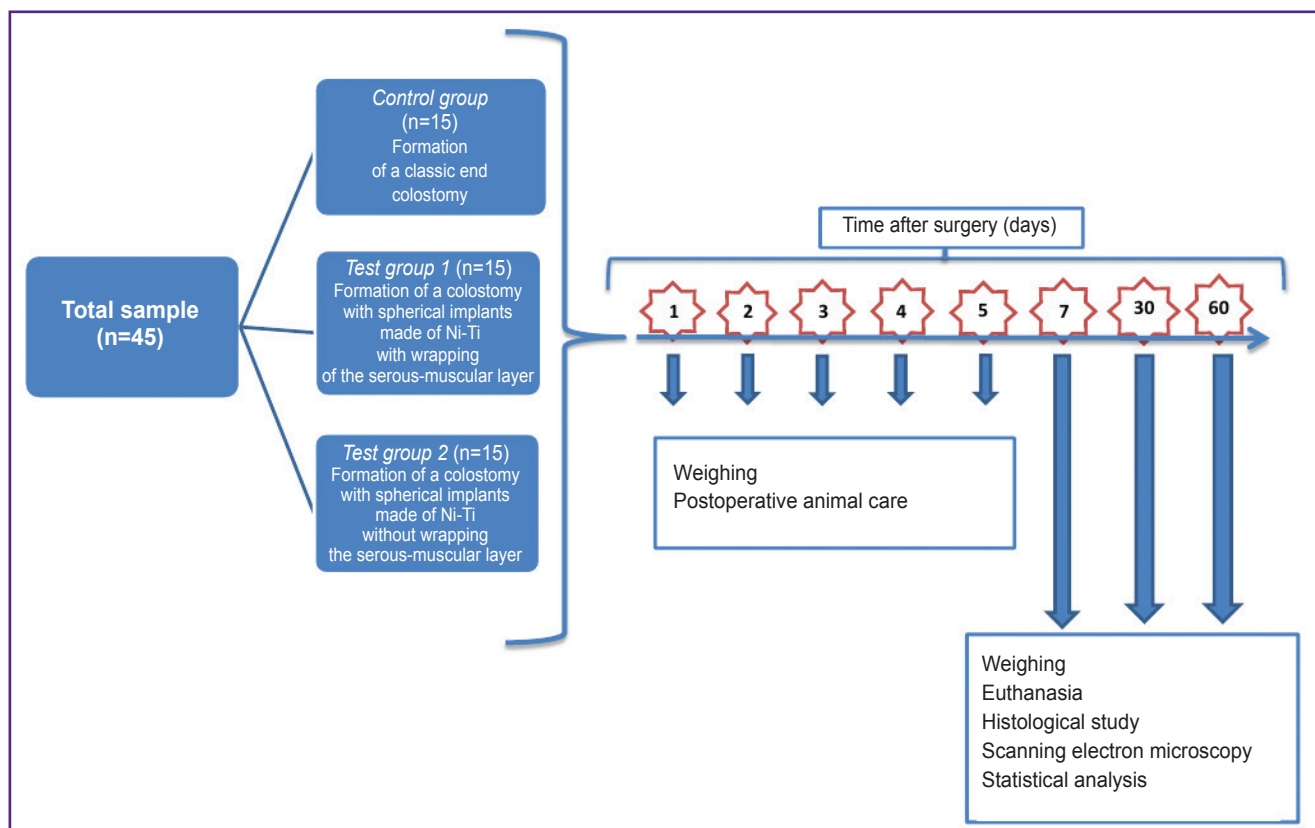 Total sample
(n=45)
Control group
(n=15)
Formation
of a classic end
colostomy
Test group 1 (n=15)
Formation of a colostomy
with spherical implants
made of Ni-Ti
with wrapping
of the serous-muscular layer
Test group 2 (n=15)
Formation of a colostomy
with spherical implants
made of Ni-Ti
without wrapping
the serous-muscular layer
Time after surgery (days)
1 2 3 4 5 7 30 60
Weighing
Postoperative animal care
Weighing
Euthanasia
Histological study
Scanning electron microscopy
Statistical analysis